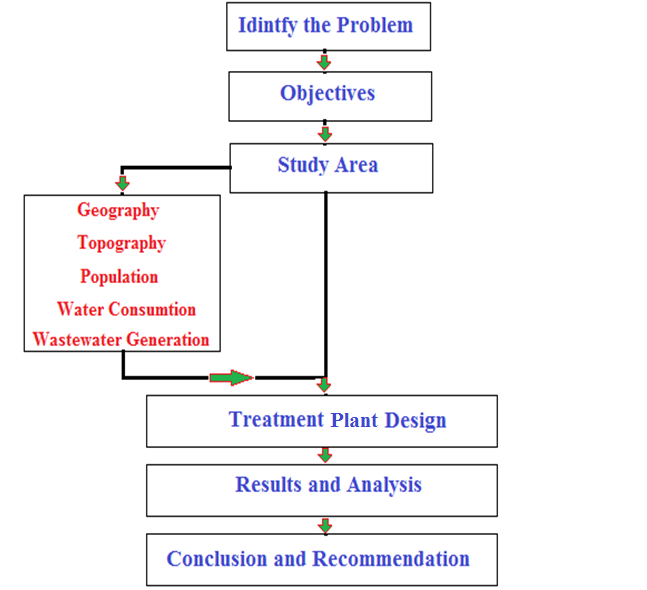 Idintfy the Problem
Objectives
Study Area
Geography
Topography
Population
Water Consumtion
Wastewater Generation
Treatment Plant Design
Results and Analysis
Conclusion and Recommendation